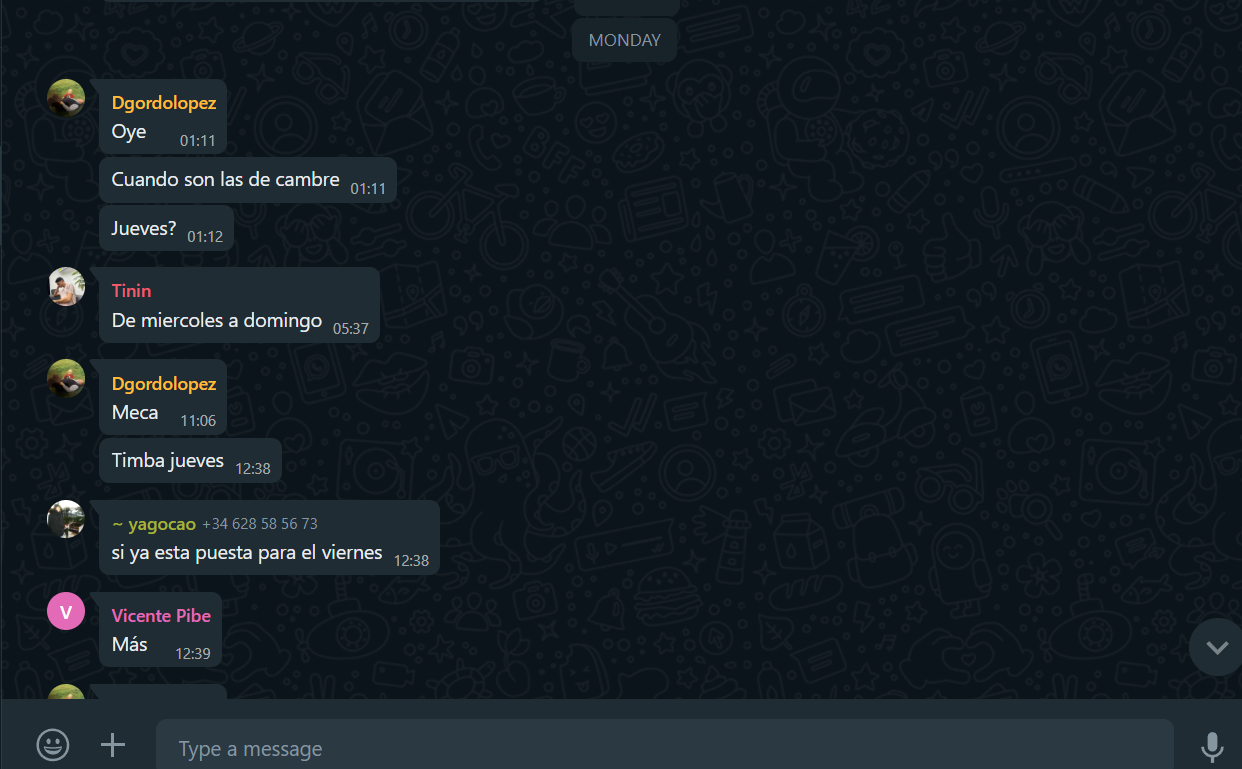 MONDAY
Dgordolopez
Oye 01:11
Cuando son las de cambre 01:11
Jueves? 01:12
Tinin
De miercoles a domingo 05:37
Dgordolopez
Meca 11:06
Timba jueves 12:38
~ yagocao +34 628 58 56 73
si ya esta puesta para el viernes 12:38
V
Vicente Pibe
Más 12:39
Type a message